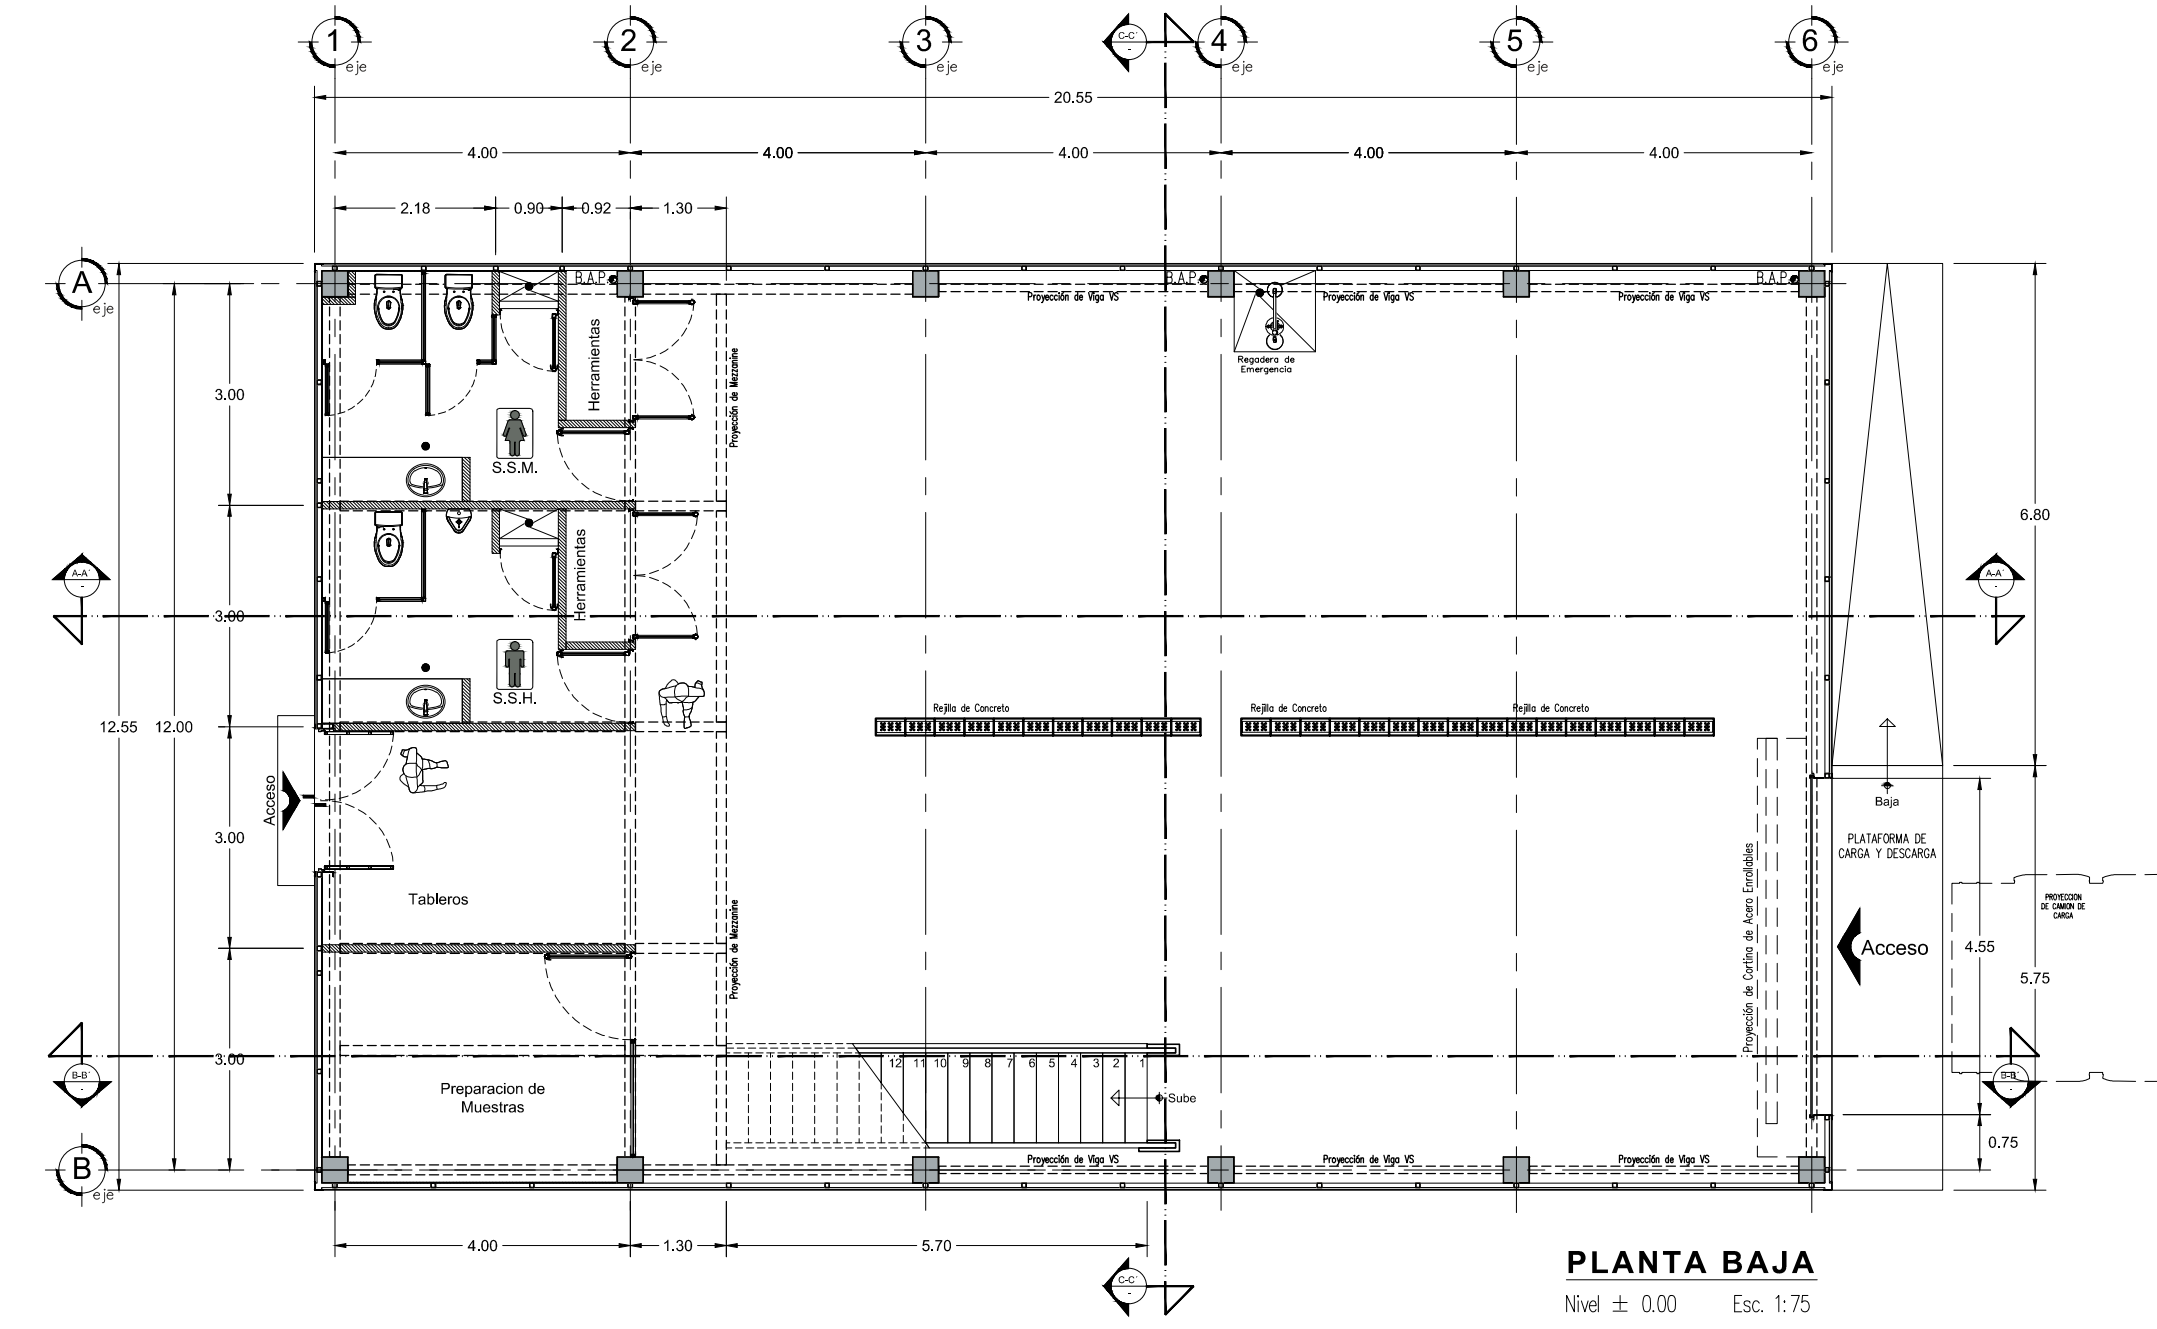 1 2 3 C-C' 4 5 6
eje eje eje - eje eje eje
20.55
4.00 4.00 4.00 4.00 4.00
2.18 0.90 0.92 1.30
A
eje
B.A.P. B.A.P. B.A.P.
Proyección de Viga VS Proyección de Viga VS Proyección de Viga VS
Herramientas
Proyección de Mezzanine
Regadera de
Emergencia
3.00
S.S.M.
6.80
Herramientas
A-A' A-A'
- -
3.00
S.S.H.
Rejilla de Concreto Rejilla de Concreto Rejilla de Concreto
12.55 12.00
Acceso
Baja
3.00
PLATAFORMA DE
CARGA Y DESCARGA
Tableros
Proyección de Mezzanine
Proyección de Cortina de Acero Enrollables
PROYECCION
DE CAMION DE
CARGA
Acceso
4.55
5.75
3.00
12 11 10 9 8 7 6 5 4 3 2 1
B-B' B-B'
- -
Preparacion de
Muestras
Sube
0.75
Proyección de Viga VS Proyección de Viga VS Proyección de Viga VS
B
eje
4.00 1.30 5.70
C-C'
-
PLANTA BAJA
Nivel ± 0.00 Esc. 1:75